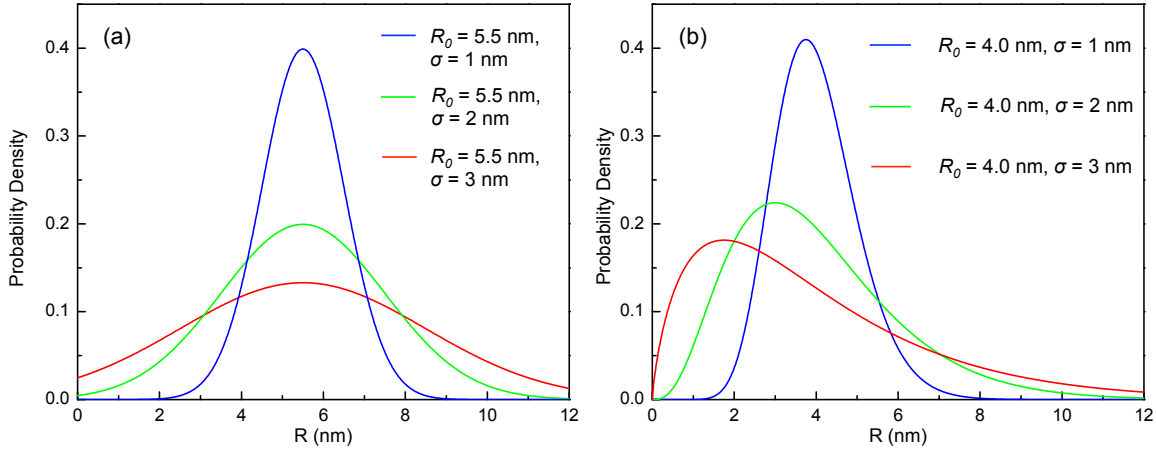 (a)
R₀ = 5.5 nm,
σ = 1 nm
R₀ = 5.5 nm,
σ = 2 nm
R₀ = 5.5 nm,
σ = 3 nm
Probability Density
0.4
0.3
0.2
0.1
0.0
0 2 4 6 8 10 12
R (nm)
(b)
R₀ = 4.0 nm, σ = 1 nm
R₀ = 4.0 nm, σ = 2 nm
R₀ = 4.0 nm, σ = 3 nm
Probability Density
0.4
0.3
0.2
0.1
0.0
0 2 4 6 8 10 12
R (nm)